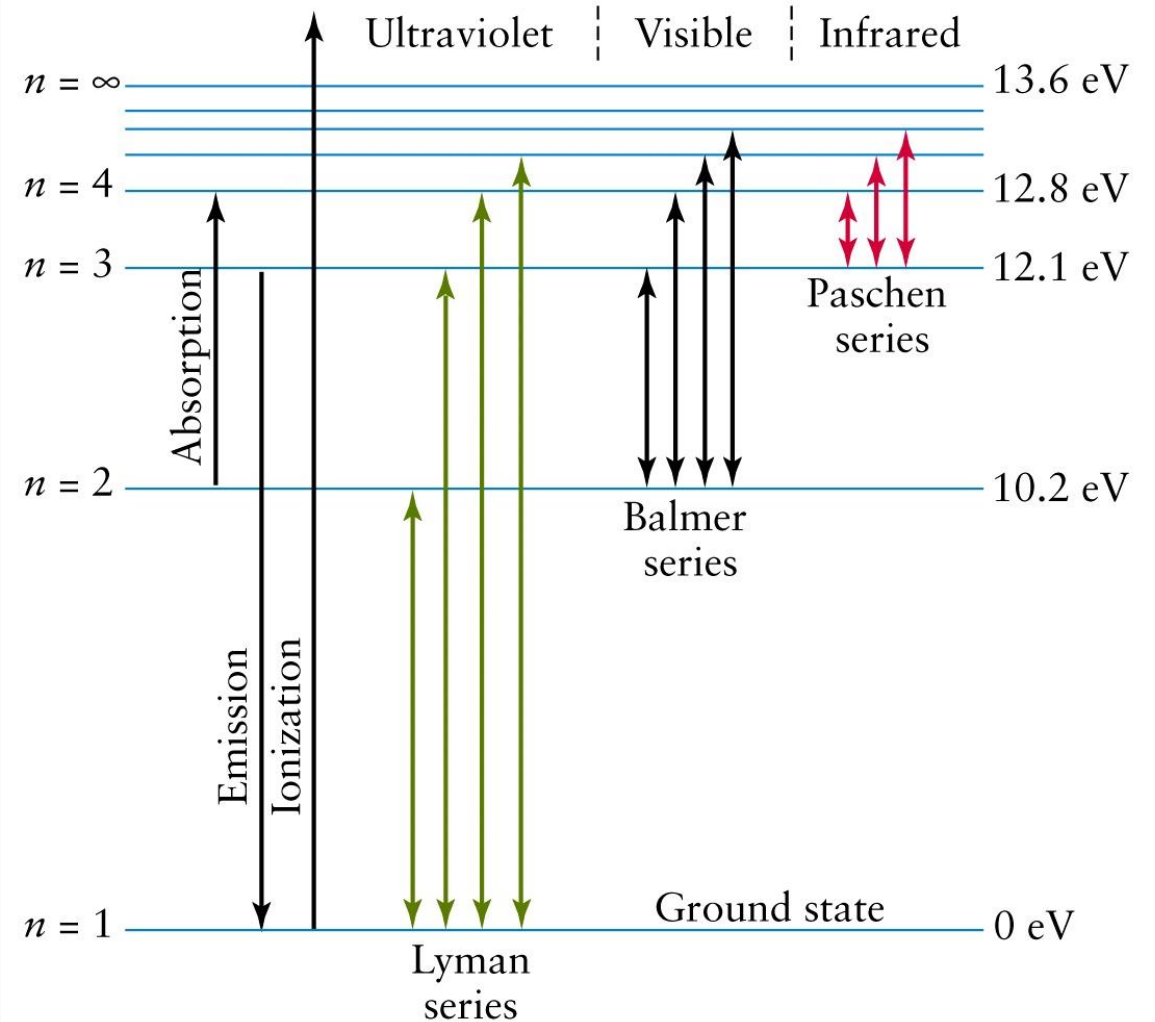 Ultraviolet
Visible
Infrared
n = ∞
13.6 eV
n = 4
12.8 eV
n = 3
12.1 eV
Absorption
Paschen
series
n = 2
10.2 eV
Balmer
series
Emission
Ionization
Ground state
n = 1
0 eV
Lyman
series